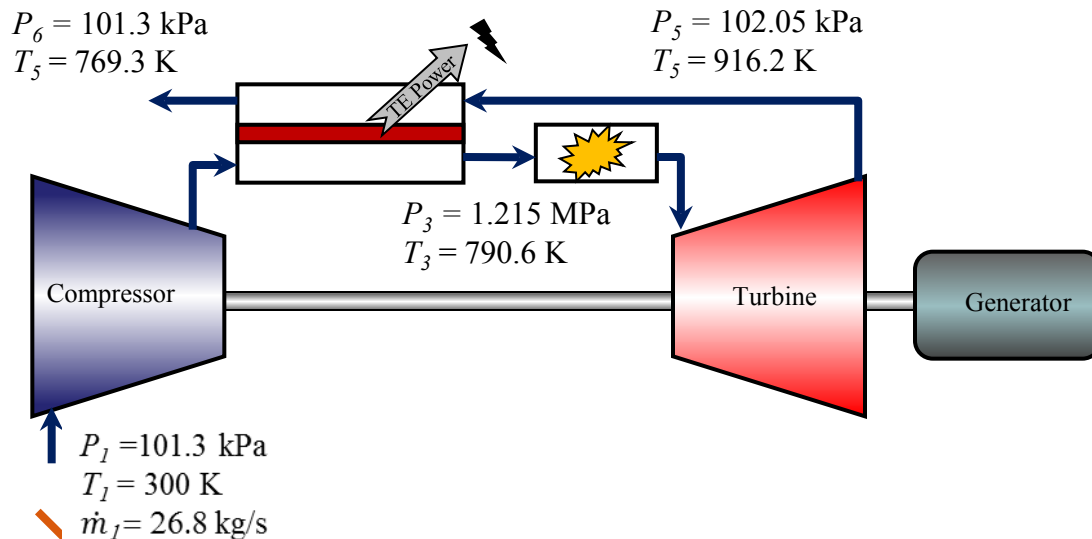 P6 = 101.3 kPa
T5 = 769.3 K
P5 = 102.05 kPa
T5 = 916.2 K
TE Power
P3 = 1.215 MPa
T3 = 790.6 K
Compressor
Turbine
Generator
P1 =101.3 kPa
T1 = 300 K
ṁ1= 26.8 kg/s